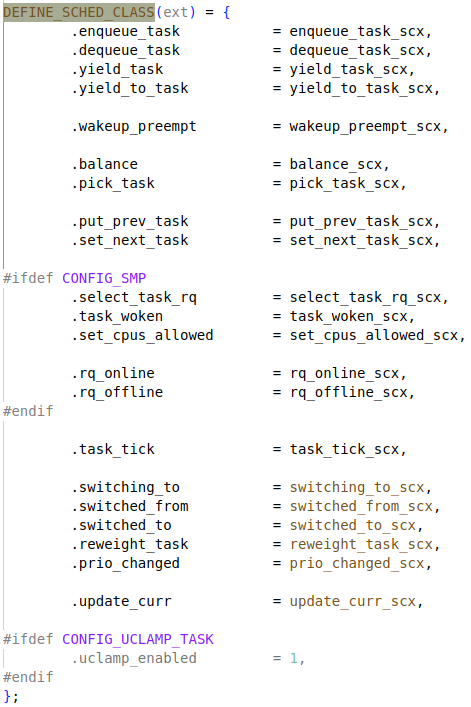 DEFINE_SCHED_CLASS(ext) = {
        .enqueue_task           = enqueue_task_scx,
        .dequeue_task           = dequeue_task_scx,
        .yield_task             = yield_task_scx,
        .yield_to_task          = yield_to_task_scx,

        .wakeup_preempt         = wakeup_preempt_scx,

        .balance                = balance_scx,
        .pick_task              = pick_task_scx,

        .put_prev_task          = put_prev_task_scx,
        .set_next_task          = set_next_task_scx,

#ifdef CONFIG_SMP
        .select_task_rq         = select_task_rq_scx,
        .task_woken             = task_woken_scx,
        .set_cpus_allowed       = set_cpus_allowed_scx,

        .rq_online              = rq_online_scx,
        .rq_offline             = rq_offline_scx,
#endif

        .task_tick              = task_tick_scx,

        .switching_to           = switching_to_scx,
        .switched_from          = switched_from_scx,
        .switched_to            = switched_to_scx,
        .reweight_task          = reweight_task_scx,
        .prio_changed           = prio_changed_scx,

        .update_curr            = update_curr_scx,

#ifdef CONFIG_UCLAMP_TASK
        .uclamp_enabled         = 1,
#endif
};